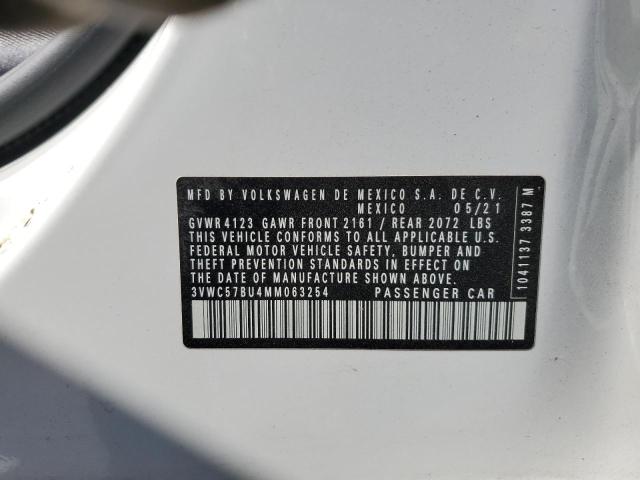 MFD BY VOLKSWAGEN DE MEXICO S.A. DE C.V.
MEXICO 05/21
GVWR 4123 GAWR FRONT 2161 / REAR 2072 LBS
THIS VEHICLE CONFORMS TO ALL APPLICABLE U.S.
FEDERAL MOTOR VEHICLE SAFETY, BUMPER AND
THEFT PREVENTION STANDARDS IN EFFECT ON
THE DATE OF MANUFACTURE SHOWN ABOVE.
3VWC57BU4MM063254 PASSENGER CAR
1041137 3387 M